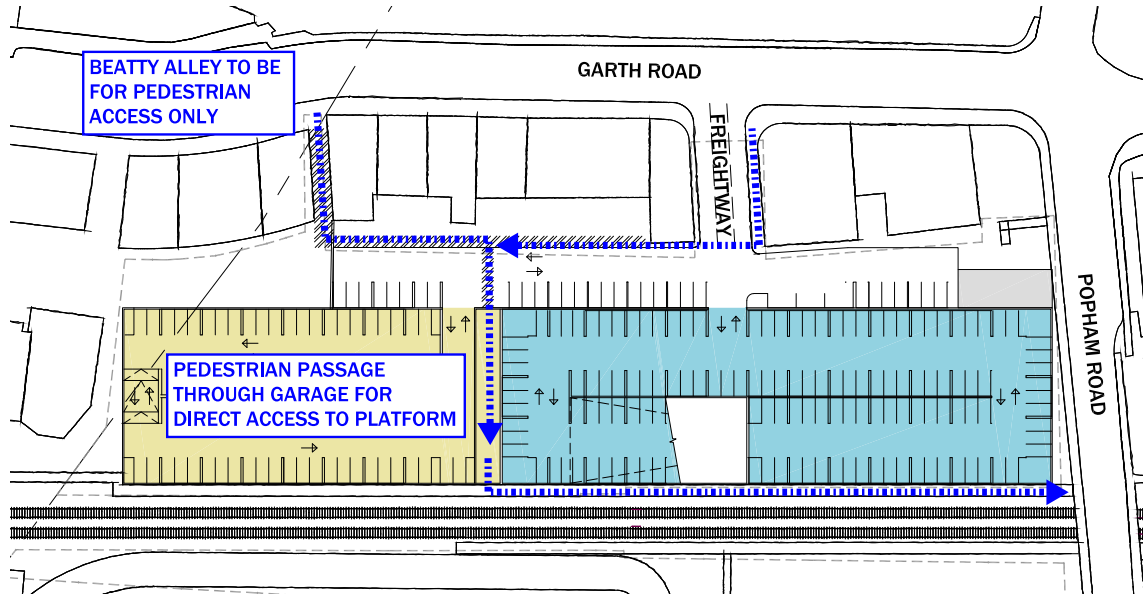 BEATTY ALLEY TO BE
FOR PEDESTRIAN
ACCESS ONLY
GARTH ROAD
FREIGHTWAY
POPHAM ROAD
PEDESTRIAN PASSAGE
THROUGH GARAGE FOR
DIRECT ACCESS TO PLATFORM